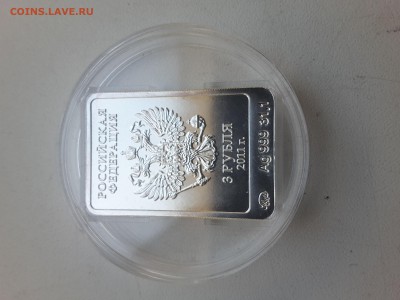 COINS.LAVE.RU
РОССИЙСКАЯ
ФЕДЕРАЦИЯ
3 РУБЛЯ
2011 г.
Ag 999 31,1